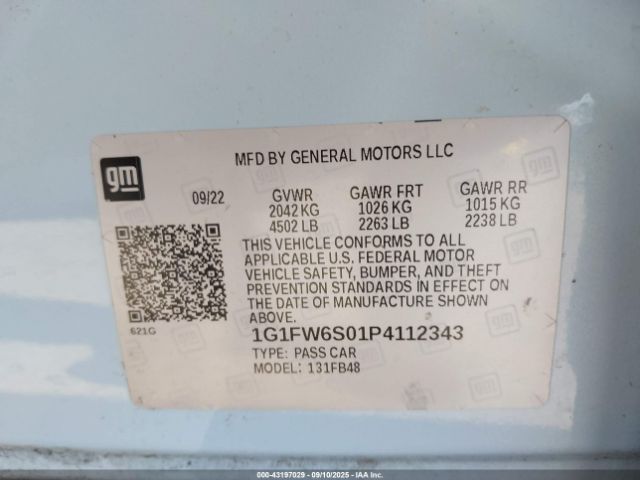 MFD BY GENERAL MOTORS LLC
gm
09/22 GVWR GAWR FRT GAWR RR
2042 KG 1026 KG 1015 KG
4502 LB 2263 LB 2238 LB
THIS VEHICLE CONFORMS TO ALL
APPLICABLE U.S. FEDERAL MOTOR
VEHICLE SAFETY, BUMPER, AND THEFT
PREVENTION STANDARDS IN EFFECT ON
THE DATE OF MANUFACTURE SHOWN
ABOVE.
621G
1G1FW6S01P4112343
TYPE: PASS CAR
MODEL: 131FB48
000-43197029 - 09/10/2025 - COPYRIGHT IAA, LLC.